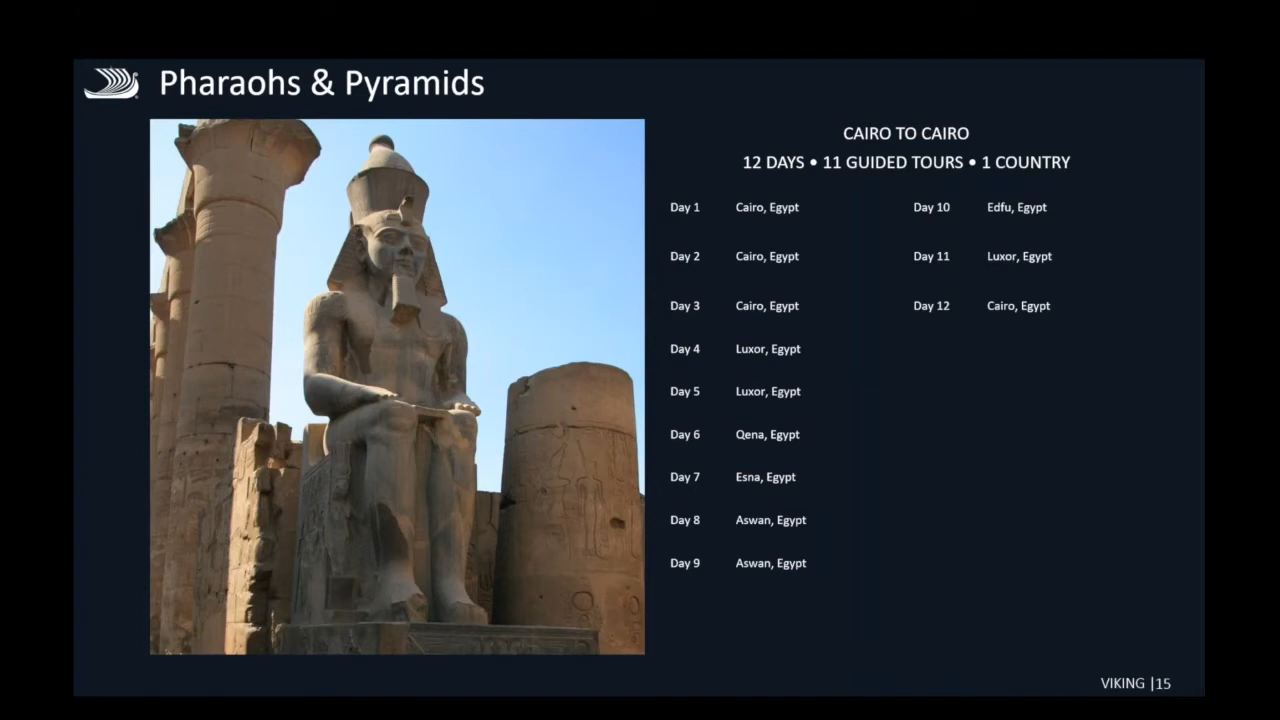 Pharaohs & Pyramids
CAIRO TO CAIRO
12 DAYS • 11 GUIDED TOURS • 1 COUNTRY
Day 1 Cairo, Egypt
Day 2 Cairo, Egypt
Day 3 Cairo, Egypt
Day 4 Luxor, Egypt
Day 5 Luxor, Egypt
Day 6 Qena, Egypt
Day 7 Esna, Egypt
Day 8 Aswan, Egypt
Day 9 Aswan, Egypt
Day 10 Edfu, Egypt
Day 11 Luxor, Egypt
Day 12 Cairo, Egypt
VIKING |15